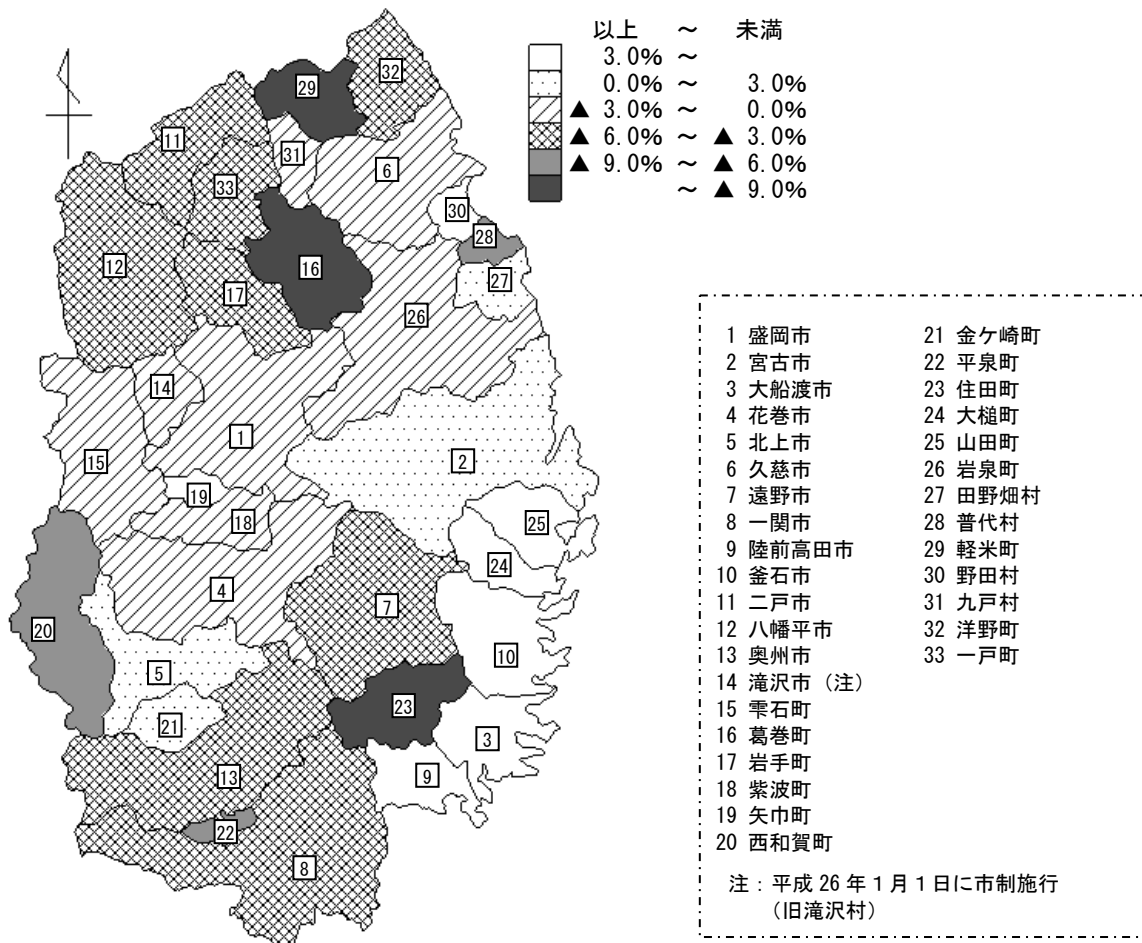 以上 ～ 未満
3.0% ～
0.0% ～ 3.0%
▲ 3.0% ～ 0.0%
▲ 6.0% ～ ▲ 3.0%
▲ 9.0% ～ ▲ 6.0%
～ ▲ 9.0%
32
29
11
31
6
33
30
28
12
16
27
17
26
14
1
15
2
19
18
25
24
4
7
20
10
5
23
21
3
13
9
22
8
1 盛岡市
2 宮古市
3 大船渡市
4 花巻市
5 北上市
6 久慈市
7 遠野市
8 一関市
9 陸前高田市
10 釜石市
11 二戸市
12 八幡平市
13 奥州市
14 滝沢市（注）
15 雫石町
16 葛巻町
17 岩手町
18 紫波町
19 矢巾町
20 西和賀町
21 金ケ崎町
22 平泉町
23 住田町
24 大槌町
25 山田町
26 岩泉町
27 田野畑村
28 普代村
29 軽米町
30 野田村
31 九戸村
32 洋野町
33 一戸町
注：平成 26 年１月１日に市制施行
（旧滝沢村）